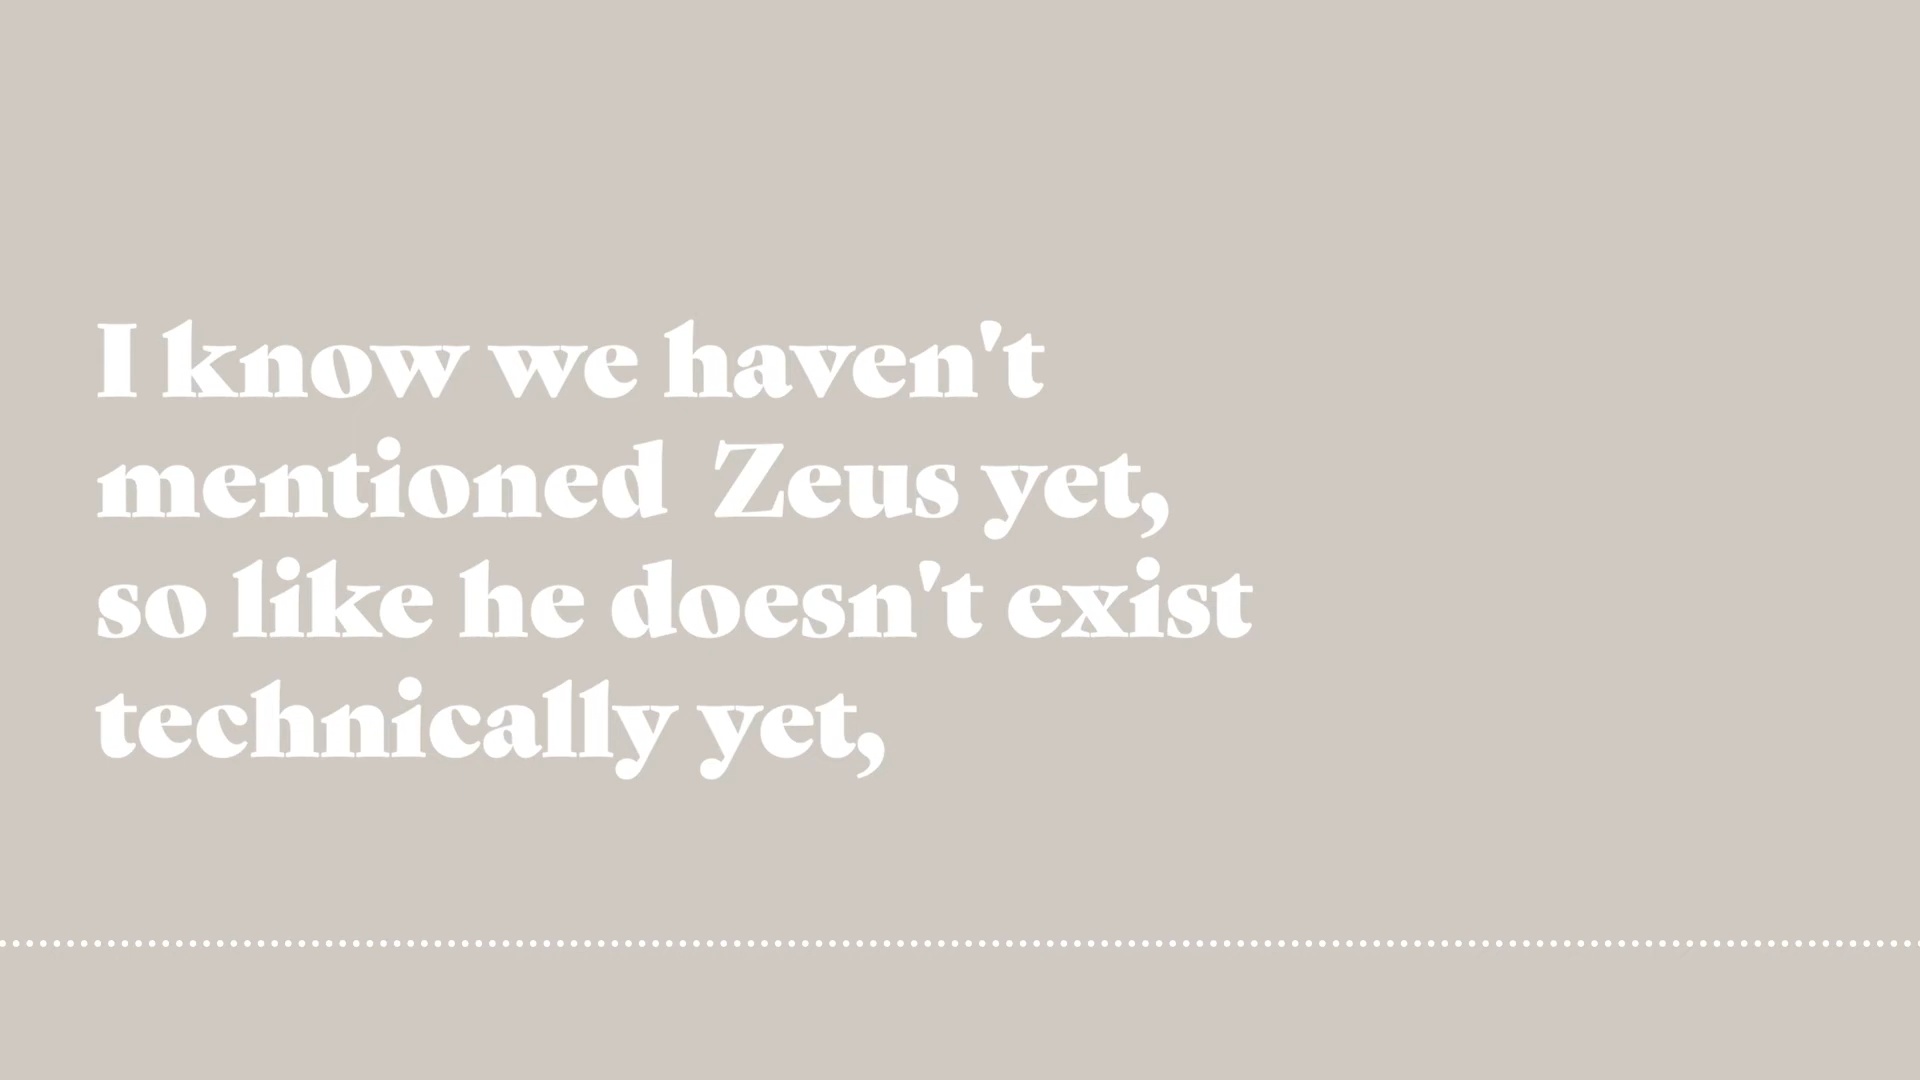 I know we haven't
mentioned  Zeus yet,
so like he doesn't exist
technically yet,